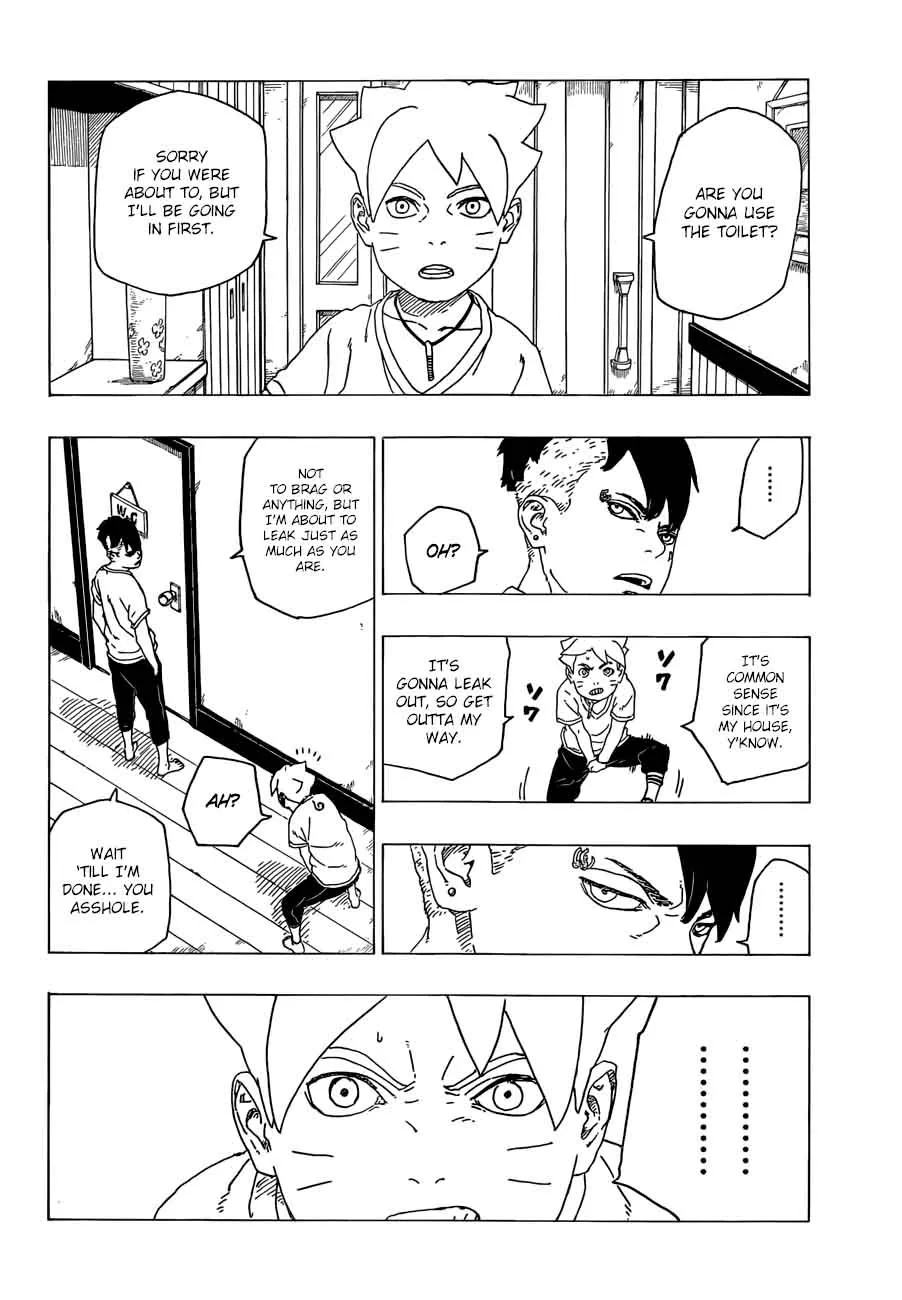 ARE YOU
GONNA USE
THE TOILET?
SORRY
IF YOU WERE
ABOUT TO, BUT
I'LL BE GOING
IN FIRST.
........
OH?
IT'S
COMMON
SENSE
SINCE IT'S
MY HOUSE,
Y'KNOW.
ソワ
IT'S
GONNA LEAK
OUT, SO GET
OUTTA MY
WAY.
ソワ
........
NOT
TO BRAG OR
ANYTHING, BUT
I'M ABOUT TO
LEAK JUST AS
MUCH AS YOU
ARE.
W.C
AH?
WAIT
'TILL I'M
DONE... YOU
ASSHOLE.
...........
...........